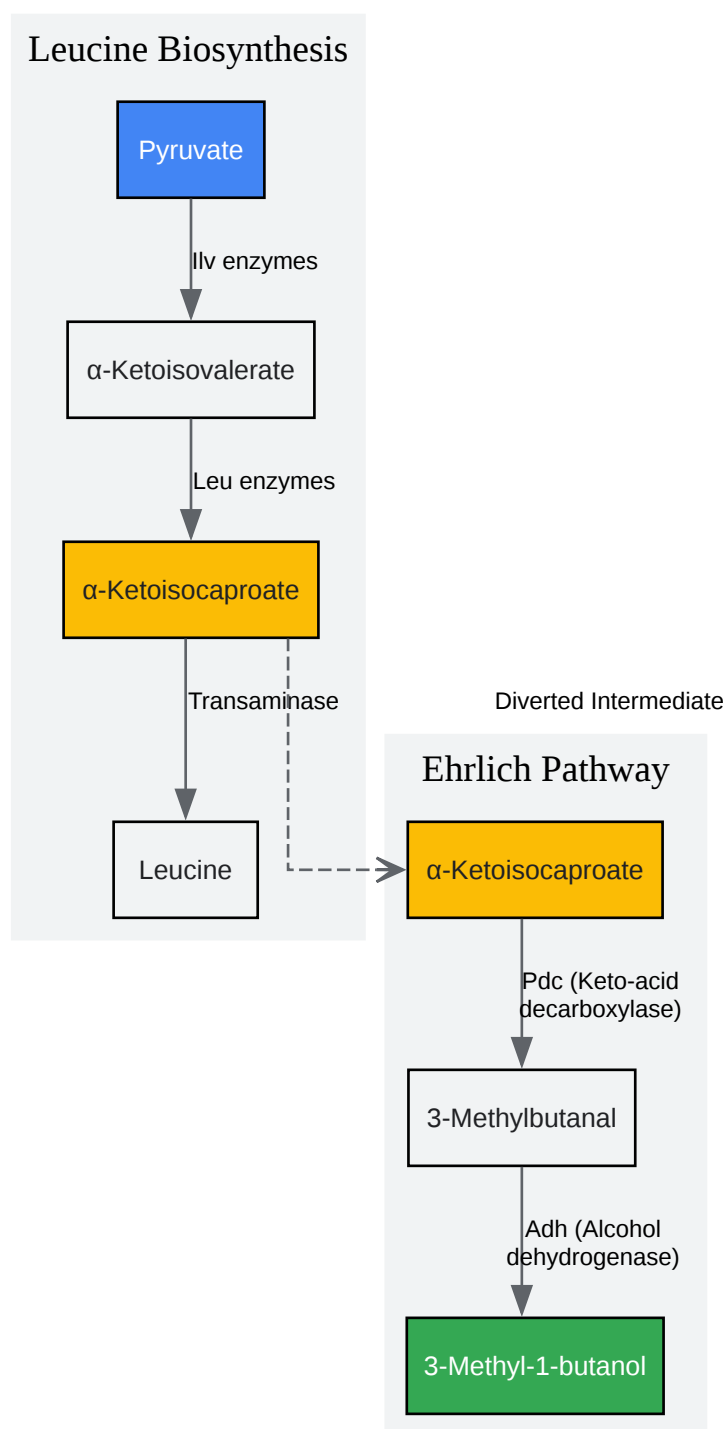 Leucine Biosynthesis
Pyruvate
Ilv enzymes
α-Ketoisovalerate
Leu enzymes
α-Ketoisocaproate
Transaminase
Leucine
Diverted Intermediate
Ehrlich Pathway
α-Ketoisocaproate
Pdc (Keto-acid
decarboxylase)
3-Methylbutanal
Adh (Alcohol
dehydrogenase)
3-Methyl-1-butanol